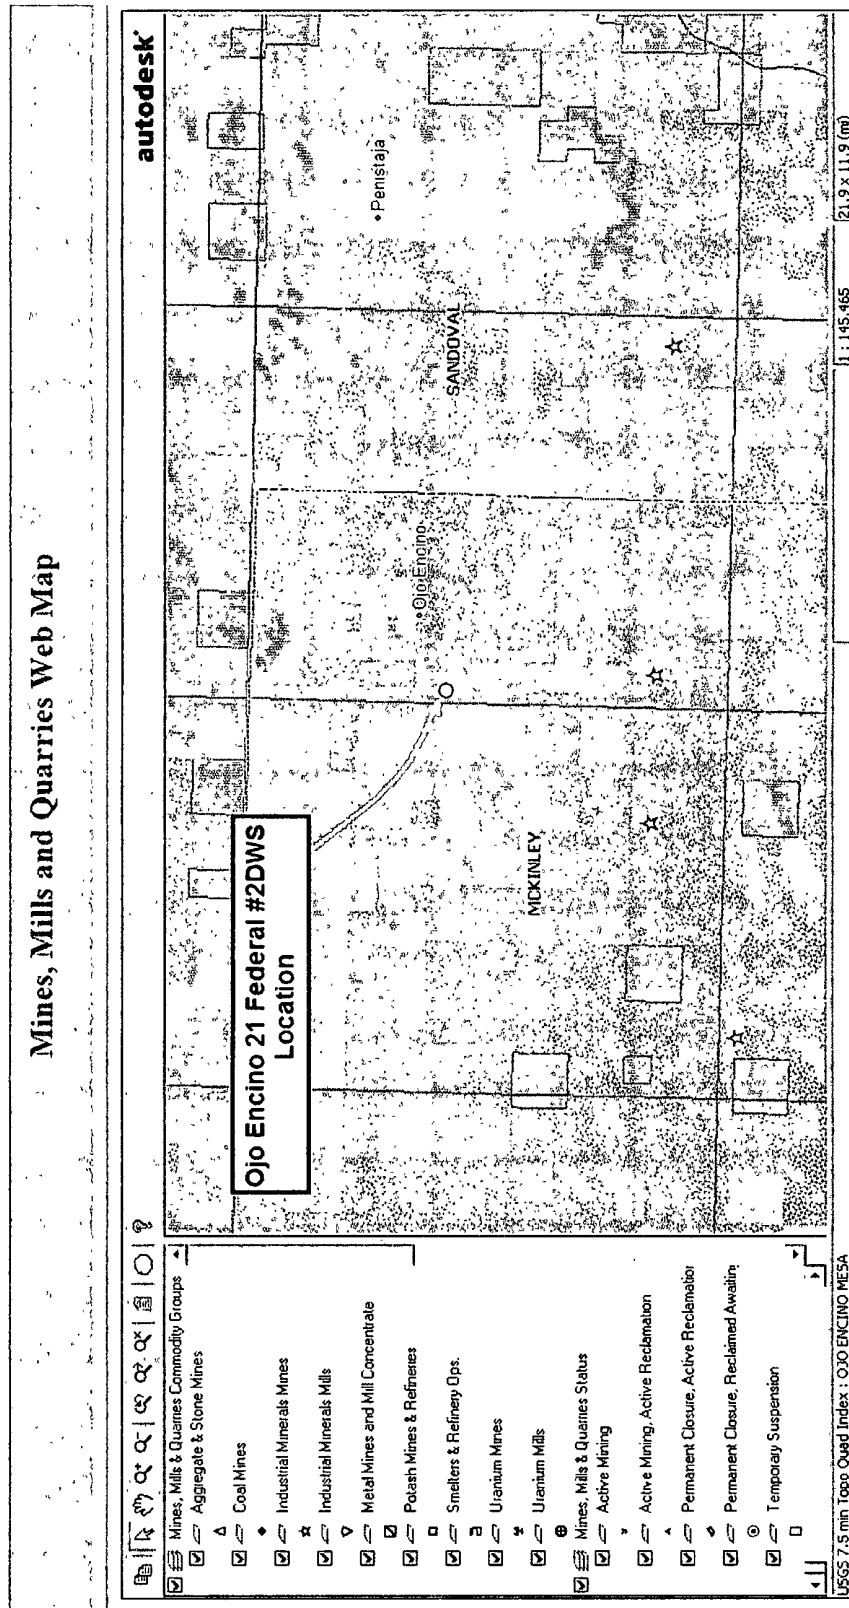 Mines, Mills and Quarries Web Map
autodesk
Mines, Mills & Quarries Commodity Groups
Aggregate & Stone Mines
Coal Mines
Industrial Minerals Mines
Industrial Minerals Mills
Metal Mines and Mill Concentrate
Potash Mines & Refineries
Smelters & Refinery Ops.
Uranium Mines
Uranium Mills
Mines, Mills & Quarries Status
Active Mining
Active Mining, Active Reclamation
Permanent Closure, Active Reclamation
Permanent Closure, Reclaimed Awaiting
Temporary Suspension
Ojo Encino 21 Federal #2DWS
Location
Penistaja
Ojo Encino
SANDOVAL
MCKINLEY
USGS 7.5 min Topo Quad Index : OJO ENCINO MESA
1 : 145,465
21.9 x 11.9 (mi)